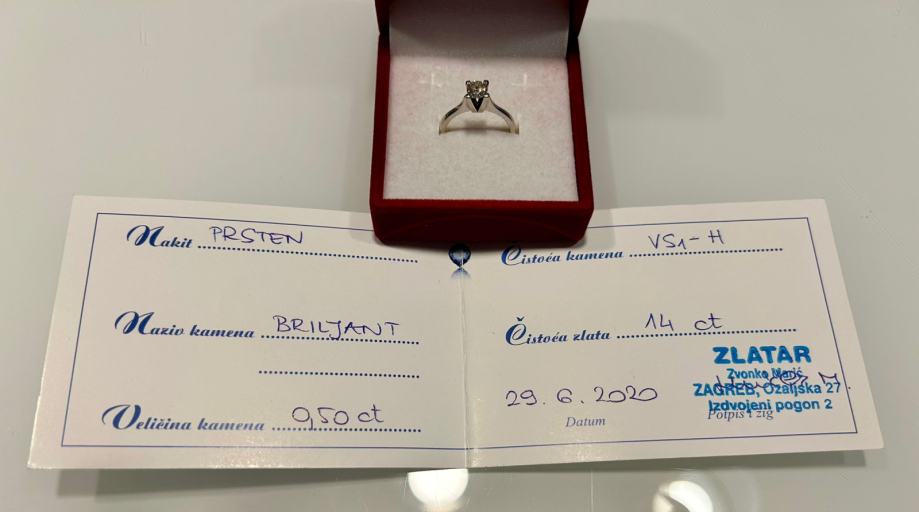 Nakit PRSTEN
Naziv kamena BRILJANT
Veličina kamena 0,50 ct
Čistoća kamena VS1-H
Čistoća zlata 14 ct
29. 6. 2020
Datum
ZLATAR
Zvonko Marić
ZAGREB, Ozaljska 27
Izdvojeni pogon 2
Potpis i žig